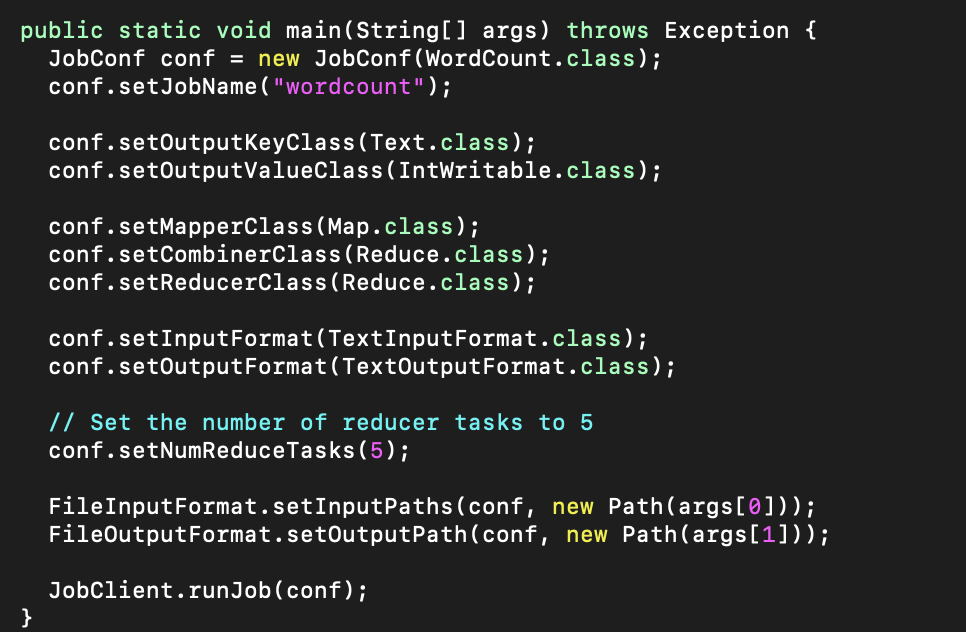 public static void main(String[] args) throws Exception {
  JobConf conf = new JobConf(WordCount.class);
  conf.setJobName("wordcount");

  conf.setOutputKeyClass(Text.class);
  conf.setOutputValueClass(IntWritable.class);

  conf.setMapperClass(Map.class);
  conf.setCombinerClass(Reduce.class);
  conf.setReducerClass(Reduce.class);

  conf.setInputFormat(TextInputFormat.class);
  conf.setOutputFormat(TextOutputFormat.class);

  // Set the number of reducer tasks to 5
  conf.setNumReduceTasks(5);

  FileInputFormat.setInputPaths(conf, new Path(args[0]));
  FileOutputFormat.setOutputPath(conf, new Path(args[1]));

  JobClient.runJob(conf);
}